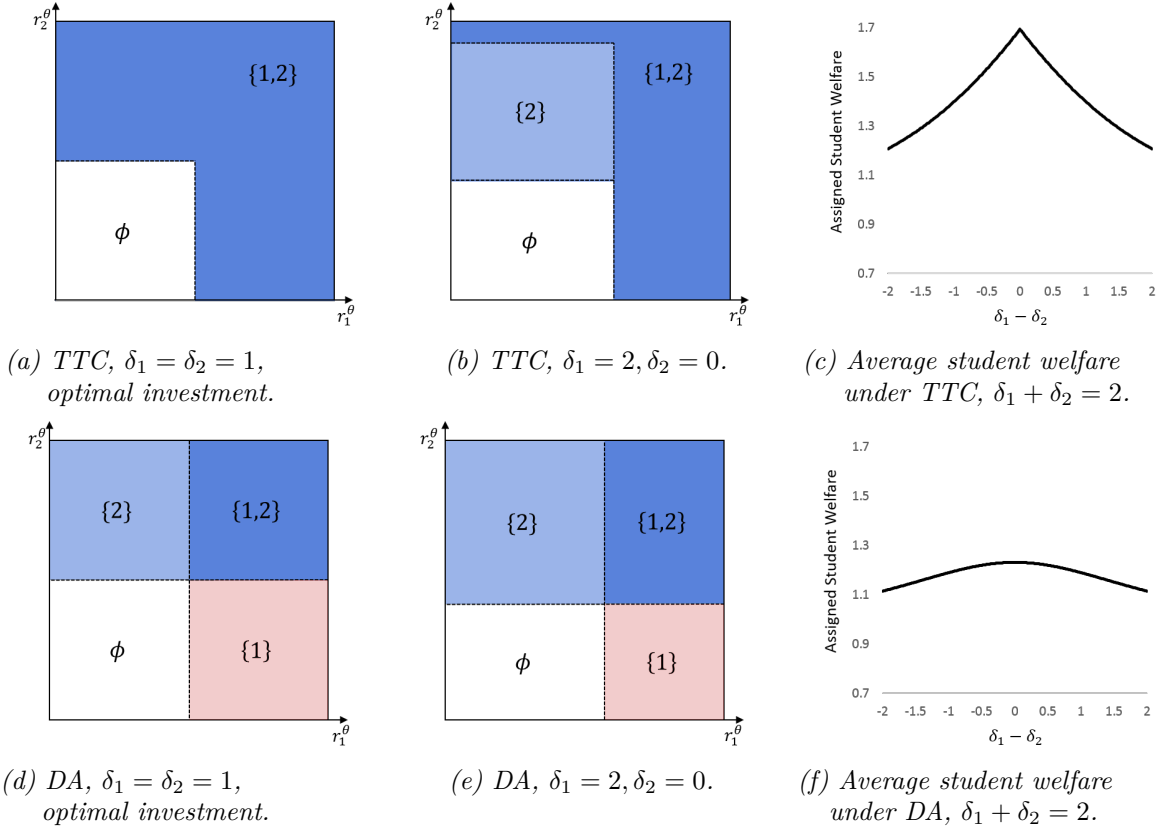 r₂^θ
{1,2}
ϕ
r₁^θ
(a) TTC, δ₁ = δ₂ = 1,
optimal investment.
r₂^θ
{1,2}
{2}
ϕ
r₁^θ
(b) TTC, δ₁ = 2, δ₂ = 0.
Assigned Student Welfare
1.7
1.5
1.3
1.1
0.9
0.7
-2 -1.5 -1 -0.5 0 0.5 1 1.5 2
δ₁ − δ₂
(c) Average student welfare
under TTC, δ₁ + δ₂ = 2.
r₂^θ
{2} {1,2}
ϕ {1}
r₁^θ
(d) DA, δ₁ = δ₂ = 1,
optimal investment.
r₂^θ
{2} {1,2}
ϕ {1}
r₁^θ
(e) DA, δ₁ = 2, δ₂ = 0.
Assigned Student Welfare
1.7
1.5
1.3
1.1
0.9
0.7
-2 -1.5 -1 -0.5 0 0.5 1 1.5 2
δ₁ − δ₂
(f) Average student welfare
under DA, δ₁ + δ₂ = 2.